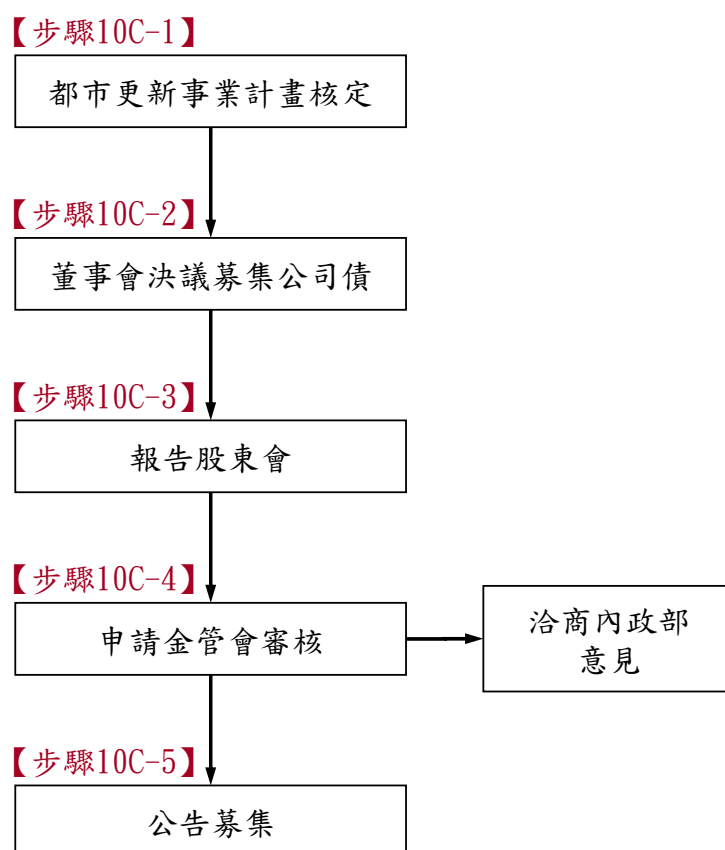 【步驟10C-1】
都市更新事業計畫核定
【步驟10C-2】
董事會決議募集公司債
【步驟10C-3】
報告股東會
【步驟10C-4】
申請金管會審核
洽商內政部
意見
【步驟10C-5】
公告募集